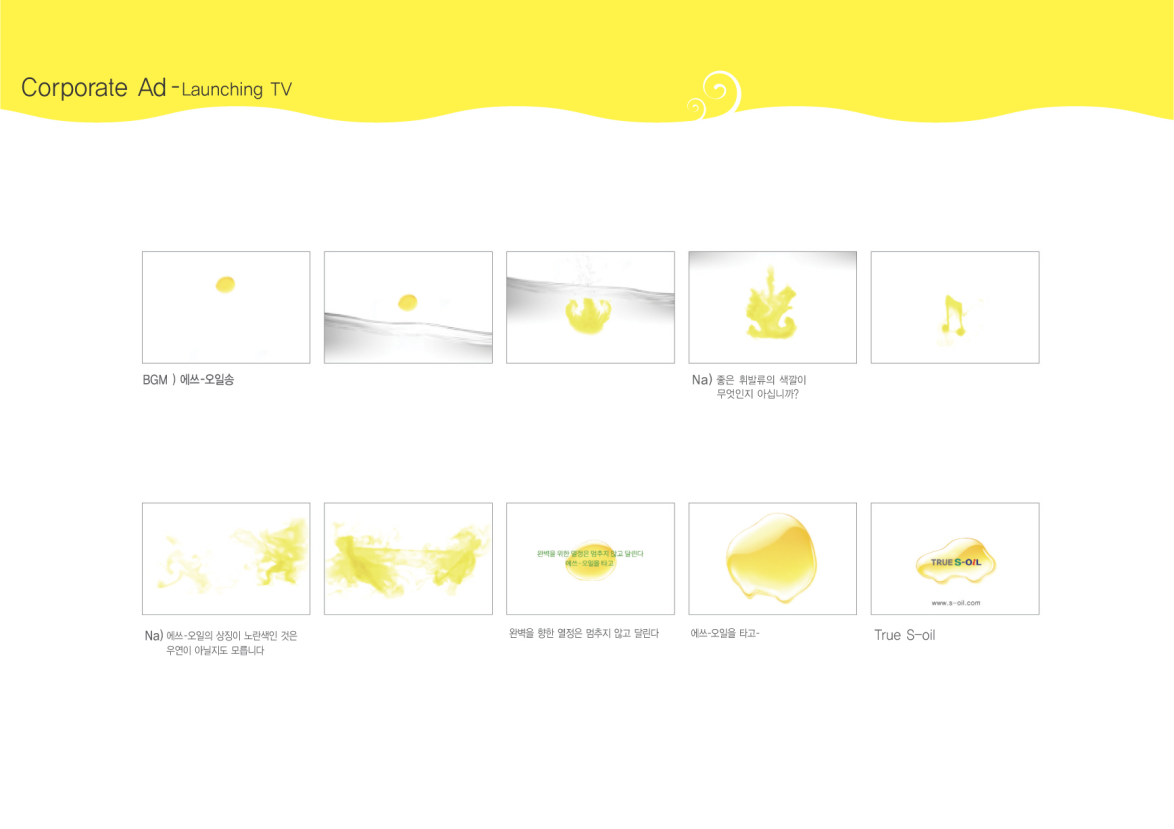 Corporate Ad - Launching TV
BGM ) 에쓰-오일송
Na) 좋은 휘발류의 색깔이
무엇인지 아십니까?
완벽을 위한 열정은 멈추지 않고 달린다
에쓰-오일을 타고
TRUE S-OIL
www.s-oil.com
Na) 에쓰-오일의 상징이 노란색인 것은
우연이 아닐지도 모릅니다
완벽을 향한 열정은 멈추지 않고 달린다
에쓰-오일을 타고-
True S-oil